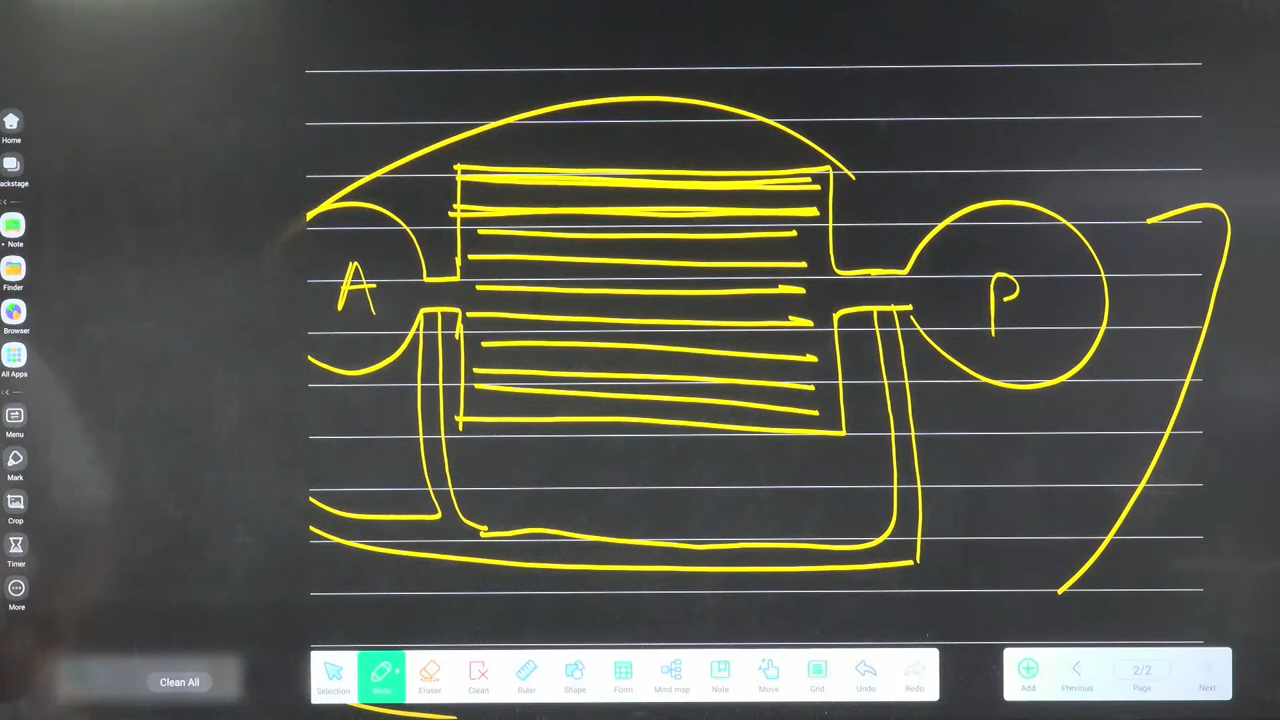 Home
ackstage
Note
Finder
Browser
All Apps
Menu
Mark
Crop
Timer
More
A
P
Clean All
Selection
Eraser
Clean
Ruler
Shape
Form
Mind map
Note
Move
Grid
Undo
Redo
Add
Previous
2/2
Page
Next